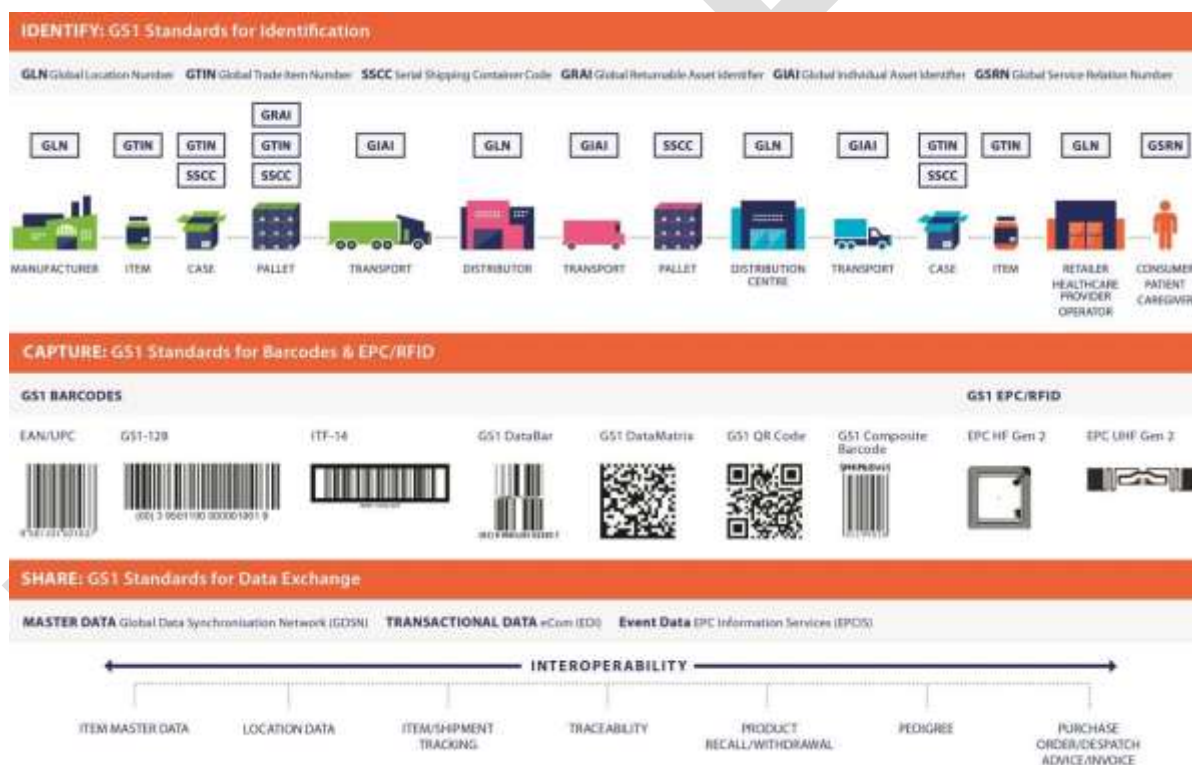 IDENTIFY: GS1 Standards for Identification
GLN Global Location Number GTIN Global Trade Item Number SSCC Serial Shipping Container Code GRAI Global Returnable Asset Identifier GIAI Global Individual Asset Identifier GSRN Global Service Relation Number
GRAI
GLN GTIN GTIN GTIN GIAI GLN GIAI SSCC GLN GIAI GTIN GTIN GLN GSRN
SSCC SSCC SSCC
MANUFACTURER ITEM CASE PALLET TRANSPORT DISTRIBUTOR TRANSPORT PALLET DISTRIBUTION TRANSPORT CASE ITEM RETAILER CONSUMER
CENTRE HEALTHCARE PATIENT
PROVIDER CAREGIVER
OPERATOR
CAPTURE: GS1 Standards for Barcodes & EPC/RFID
GS1 BARCODES GS1 EPC/RFID
EAN/UPC GS1-128 ITF-14 GS1 DataBar GS1 DataMatrix GS1 QR Code GS1 Composite EPC HF Gen 2 EPC UHF Gen 2
Barcode
SHARE: GS1 Standards for Data Exchange
MASTER DATA Global Data Synchronisation Network (GDSN) TRANSACTIONAL DATA eCom (EDI) Event Data EPC Information Services (EPCIS)
INTEROPERABILITY
ITEM MASTER DATA LOCATION DATA ITEM/SHIPMENT TRACEABILITY PRODUCT PEDIGREE PURCHASE
TRACKING RECALL/WITHDRAWAL ORDER/DESPATCH
ADVICE/INVOICE